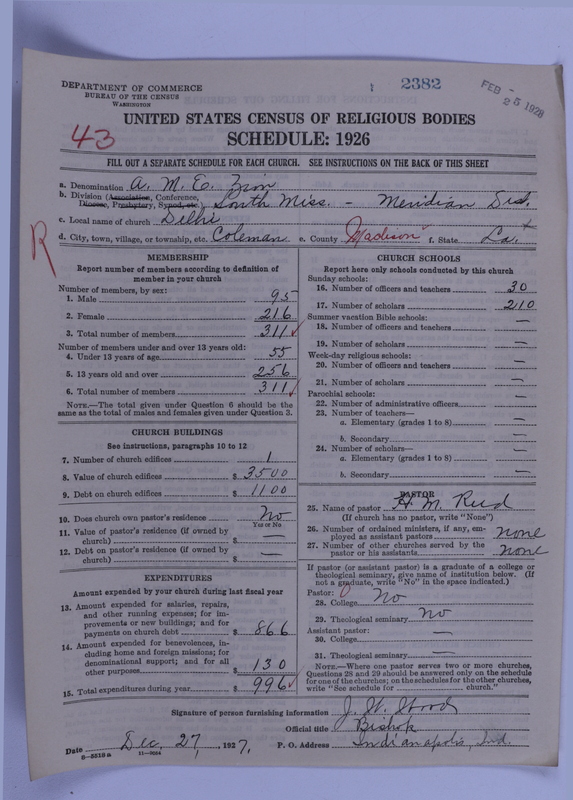 2382
FEB - 25 1928
DEPARTMENT OF COMMERCE
BUREAU OF THE CENSUS
WASHINGTON
UNITED STATES CENSUS OF RELIGIOUS BODIES
SCHEDULE: 1926
43
FILL OUT A SEPARATE SCHEDULE FOR EACH CHURCH. SEE INSTRUCTIONS ON THE BACK OF THIS SHEET
a. Denomination A. M. E. Zion
b. Division (Association, Conference, Diocese, Presbytery, Synod, etc. South Miss. - Meridian Dist.
c. Local name of church Delhi
d. City, town, village, or township, etc. Coleman e. County Madison f. State La.
R
MEMBERSHIP
Report number of members according to definition of
member in your church
Number of members, by sex:
1. Male 95
2. Female 216
3. Total number of members 311
Number of members under and over 13 years old:
4. Under 13 years of age 55
5. 13 years old and over 256
6. Total number of members 311
NOTE.—The total given under Question 6 should be
same as the total of males and females given under Question 3.
CHURCH BUILDINGS
See instructions, paragraphs 10 to 12
7. Number of church edifices 1
8. Value of church edifices $ 3500
9. Debt on church edifices $ 1100
10. Does church own pastor's residence No
Yes or No
11. Value of pastor's residence (if owned by
church) $ —
12. Debt on pastor's residence (if owned by
church) $ —
EXPENDITURES
Amount expended by your church during last fiscal year
13. Amount expended for salaries, repairs,
and other running expenses; for im-
provements or new buildings; and for
payments on church debt $ 866
14. Amount expended for benevolences, in-
cluding home and foreign missions; for
denominational support; and for all
other purposes $ 130
15. Total expenditures during year $ 996
CHURCH SCHOOLS
Report here only schools conducted by this church
Sunday schools:
16. Number of officers and teachers 30
17. Number of scholars 210
Summer vacation Bible schools:
18. Number of officers and teachers —
19. Number of scholars —
Week-day religious schools:
20. Number of officers and teachers —
21. Number of scholars —
Parochial schools:
22. Number of administrative officers —
23. Number of teachers—
a. Elementary (grades 1 to 8) —
b. Secondary —
24. Number of scholars—
a. Elementary (grades 1 to 8) —
b. Secondary —
PASTOR
25. Name of pastor H. M. Reid
(If church has no pastor, write "None")
26. Number of ordained ministers, if any, em-
ployed as assistant pastors none
27. Number of other churches served by the
pastor or his assistants none
If pastor (or assistant pastor) is a graduate of a college or
theological seminary, give name of institution below. (If
not a graduate, write "No" in the space indicated.)
Pastor: 0
28. College No
29. Theological seminary No
Assistant pastor:
30. College —
31. Theological seminary —
NOTE.—Where one pastor serves two or more churches,
Questions 28 and 29 should be answered only on the schedule
for one of the churches; on the schedules for the other churches,
write "See schedule for church."
Signature of person furnishing information J. W. Wood
Official title Bishop
Date Dec. 27, 1927, P. O. Address Indianapolis, Ind.